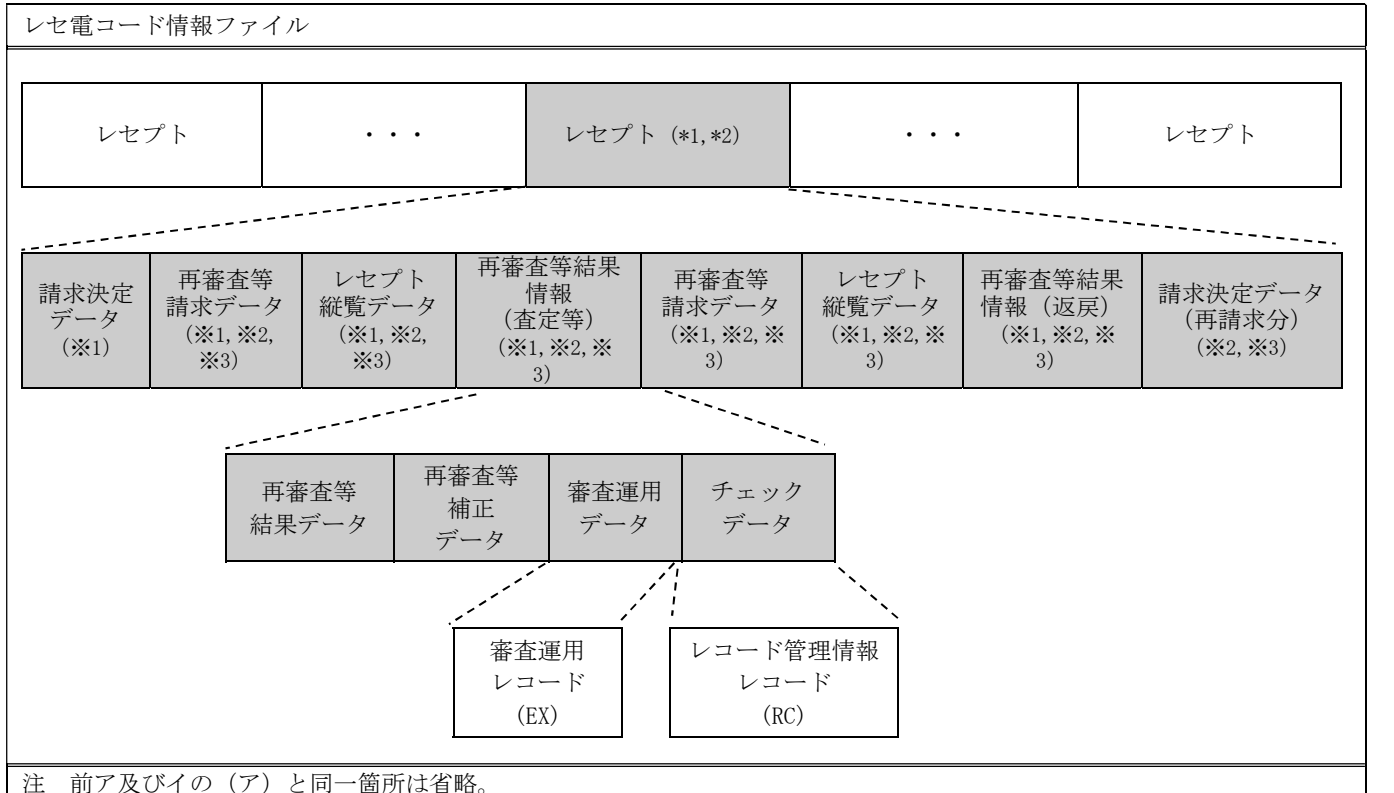 レセ電コード情報ファイル
レセプト
・・・
レセプト (*1,*2)
・・・
レセプト
請求決定
データ
(※1)
再審査等
請求データ
(※1,※2,
※3)
レセプト
縦覧データ
(※1,※2,
※3)
再審査等結果
情報
(査定等)
(※1,※2,※
3)
再審査等
請求データ
(※1,※2,※
3)
レセプト
縦覧データ
(※1,※2,※
3)
再審査等結果
情報（返戻）
(※1,※2,※
3)
請求決定データ
(再請求分)
(※2,※3)
再審査等
結果データ
再審査等
補正
データ
審査運用
データ
チェック
データ
審査運用
レコード
(EX)
レコード管理情報
レコード
(RC)
注　前ア及びイの（ア）と同一箇所は省略。